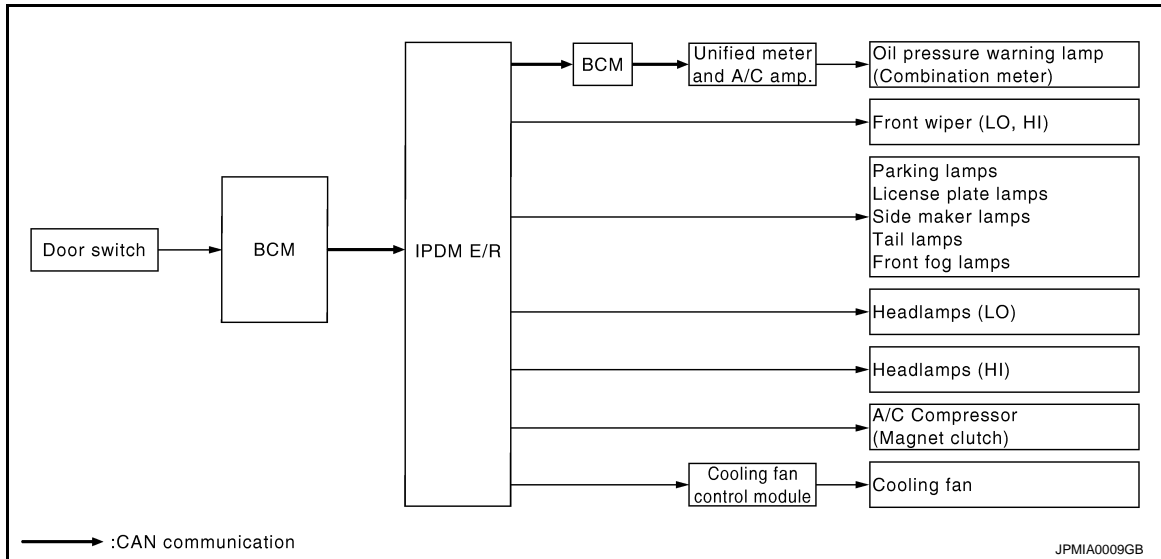 Door switch
BCM
IPDM E/R
BCM
Unified meter
and A/C amp.
Oil pressure warning lamp
(Combination meter)
Front wiper (LO, HI)
Parking lamps
License plate lamps
Side maker lamps
Tail lamps
Front fog lamps
Headlamps (LO)
Headlamps (HI)
A/C Compressor
(Magnet clutch)
Cooling fan
control module
Cooling fan
:CAN communication
JPMIA0009GB